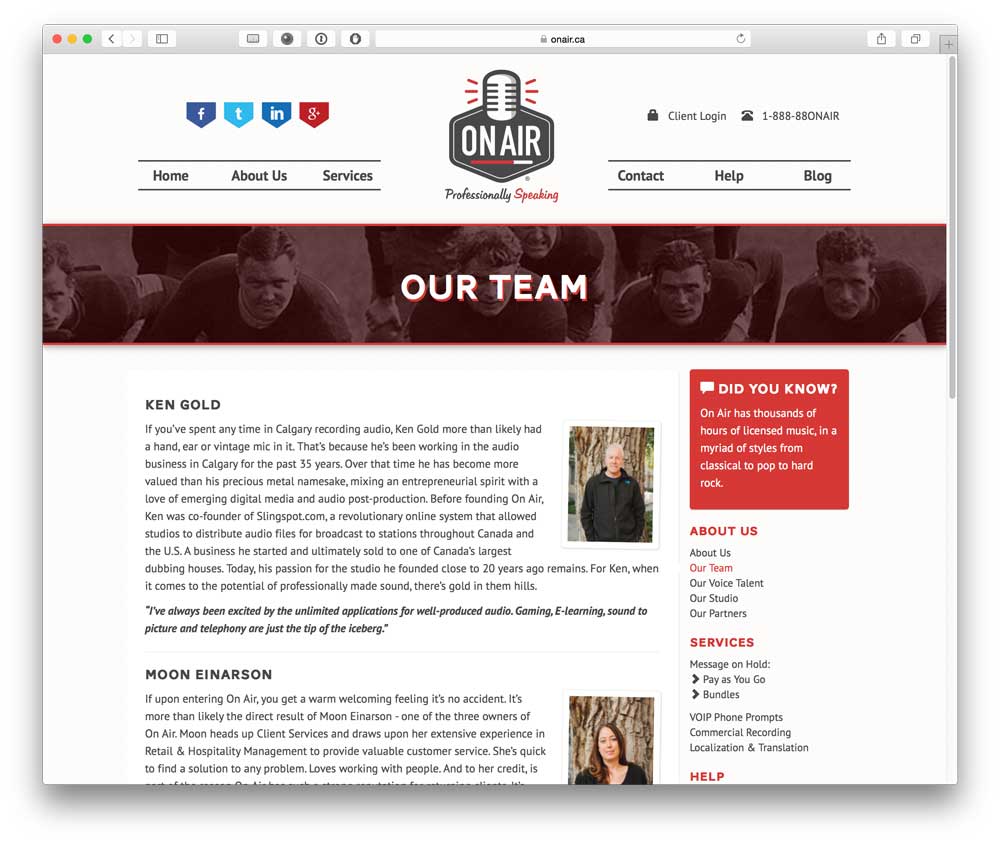 onair.ca
f
t
in
g+
ON AIR
®
Professionally Speaking
Client Login
1-888-88ONAIR
Home
About Us
Services
Contact
Help
Blog
OUR TEAM
KEN GOLD
If you’ve spent any time in Calgary recording audio, Ken Gold more than likely had
a hand, ear or vintage mic in it. That’s because he’s been working in the audio
business in Calgary for the past 35 years. Over that time he has become more
valued than his precious metal namesake, mixing an entrepreneurial spirit with a
love of emerging digital media and audio post-production. Before founding On Air,
Ken was co-founder of Slingspot.com, a revolutionary online system that allowed
studios to distribute audio files for broadcast to stations throughout Canada and
the U.S. A business he started and ultimately sold to one of Canada’s largest
dubbing houses. Today, his passion for the studio he founded close to 20 years ago remains. For Ken, when
it comes to the potential of professionally made sound, there’s gold in them hills.
“I’ve always been excited by the unlimited applications for well-produced audio. Gaming, E-learning, sound to
picture and telephony are just the tip of the iceberg.”
MOON EINARSON
If upon entering On Air, you get a warm welcoming feeling it’s no accident. It’s
more than likely the direct result of Moon Einarson - one of the three owners of
On Air. Moon heads up Client Services and draws upon her extensive experience in
Retail & Hospitality Management to provide valuable customer service. She’s quick
to find a solution to any problem. Loves working with people. And to her credit, is
part of the reason On Air has such a strong reputation for returning clients. It’s
DID YOU KNOW?
On Air has thousands of
hours of licensed music, in a
myriad of styles from
classical to pop to hard
rock.
ABOUT US
About Us
Our Team
Our Voice Talent
Our Studio
Our Partners
SERVICES
Message on Hold:
Pay as You Go
Bundles
VOIP Phone Prompts
Commercial Recording
Localization & Translation
HELP